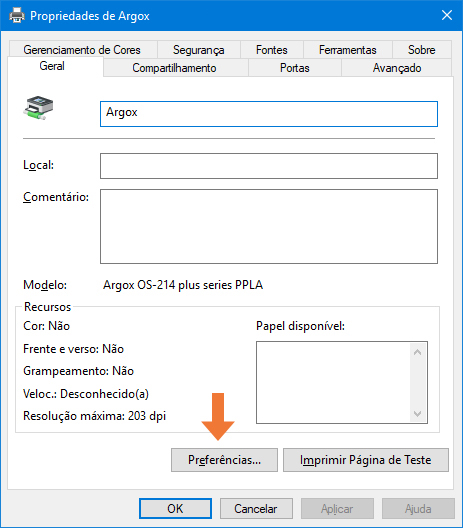 Propriedades de Argox
Gerenciamento de Cores Segurança Fontes Ferramentas Sobre
Geral Compartilhamento Portas Avançado
Argox
Local:
Comentário:
Modelo: Argox OS-214 plus series PPLA
Recursos
Cor: Não Papel disponível:
Frente e verso: Não
Grampeamento: Não
Veloc.: Desconhecido(a)
Resolução máxima: 203 dpi
Preferências... Imprimir Página de Teste
OK Cancelar Aplicar Ajuda